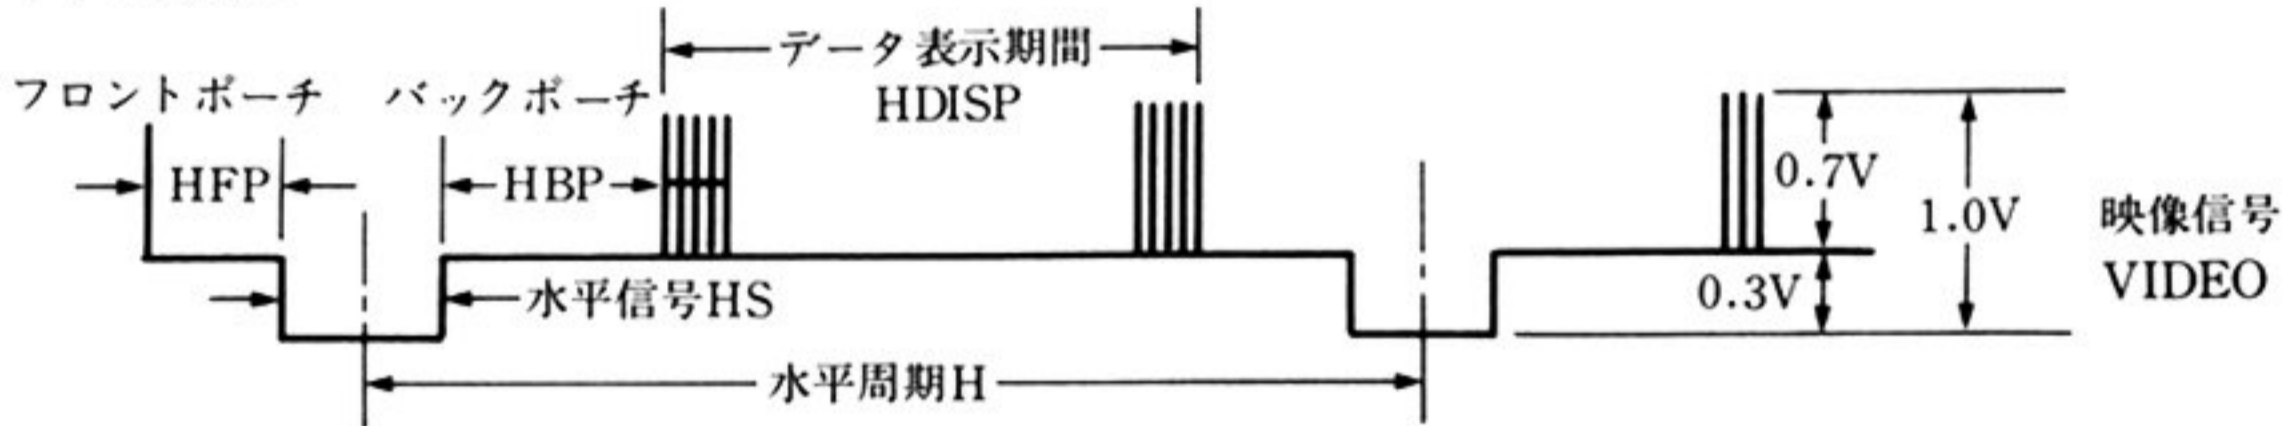 データ表示期間
HDISP
フロントポーチ バックポーチ
HFP HBP
0.7V
1.0V
映像信号
VIDEO
水平信号HS
0.3V
水平周期H